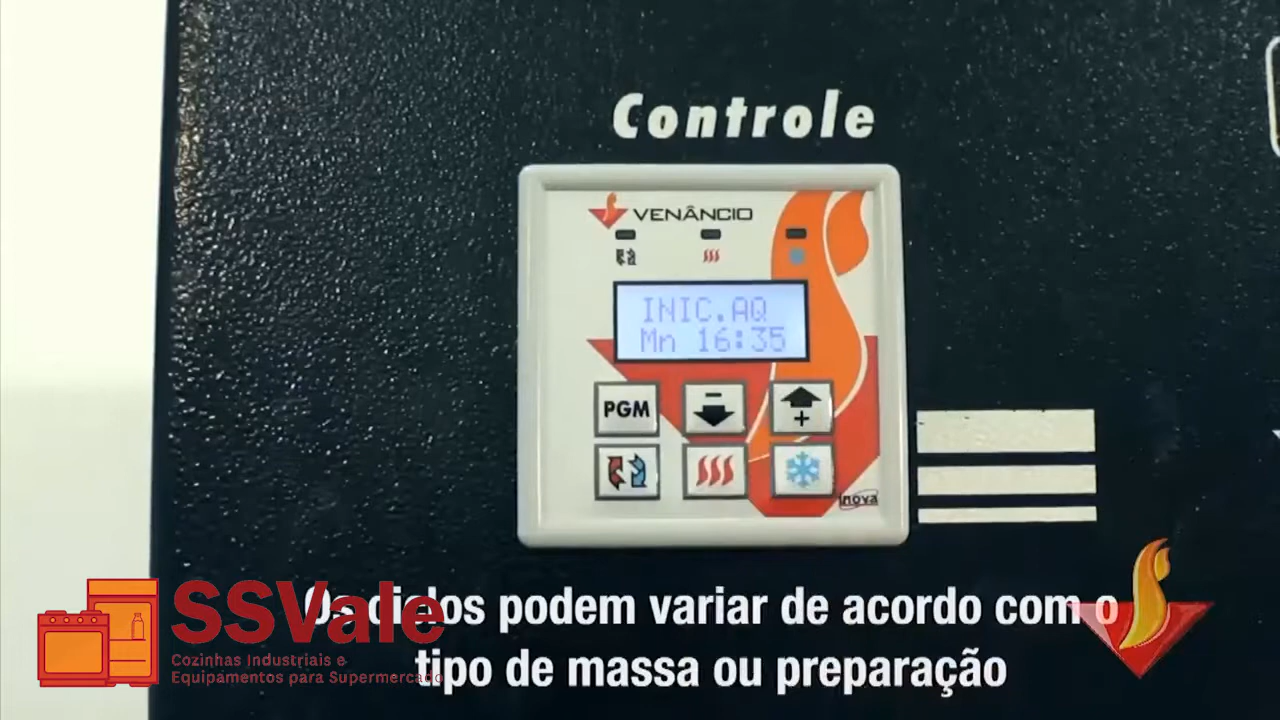 Controle
VENÂNCIO
INIC.AQ
Mn 16:35
PGM
-
+
inova
SSVale
Cozinhas Industriais e
Equipamentos para Supermercado
Os ciclos podem variar de acordo com o
tipo de massa ou preparação